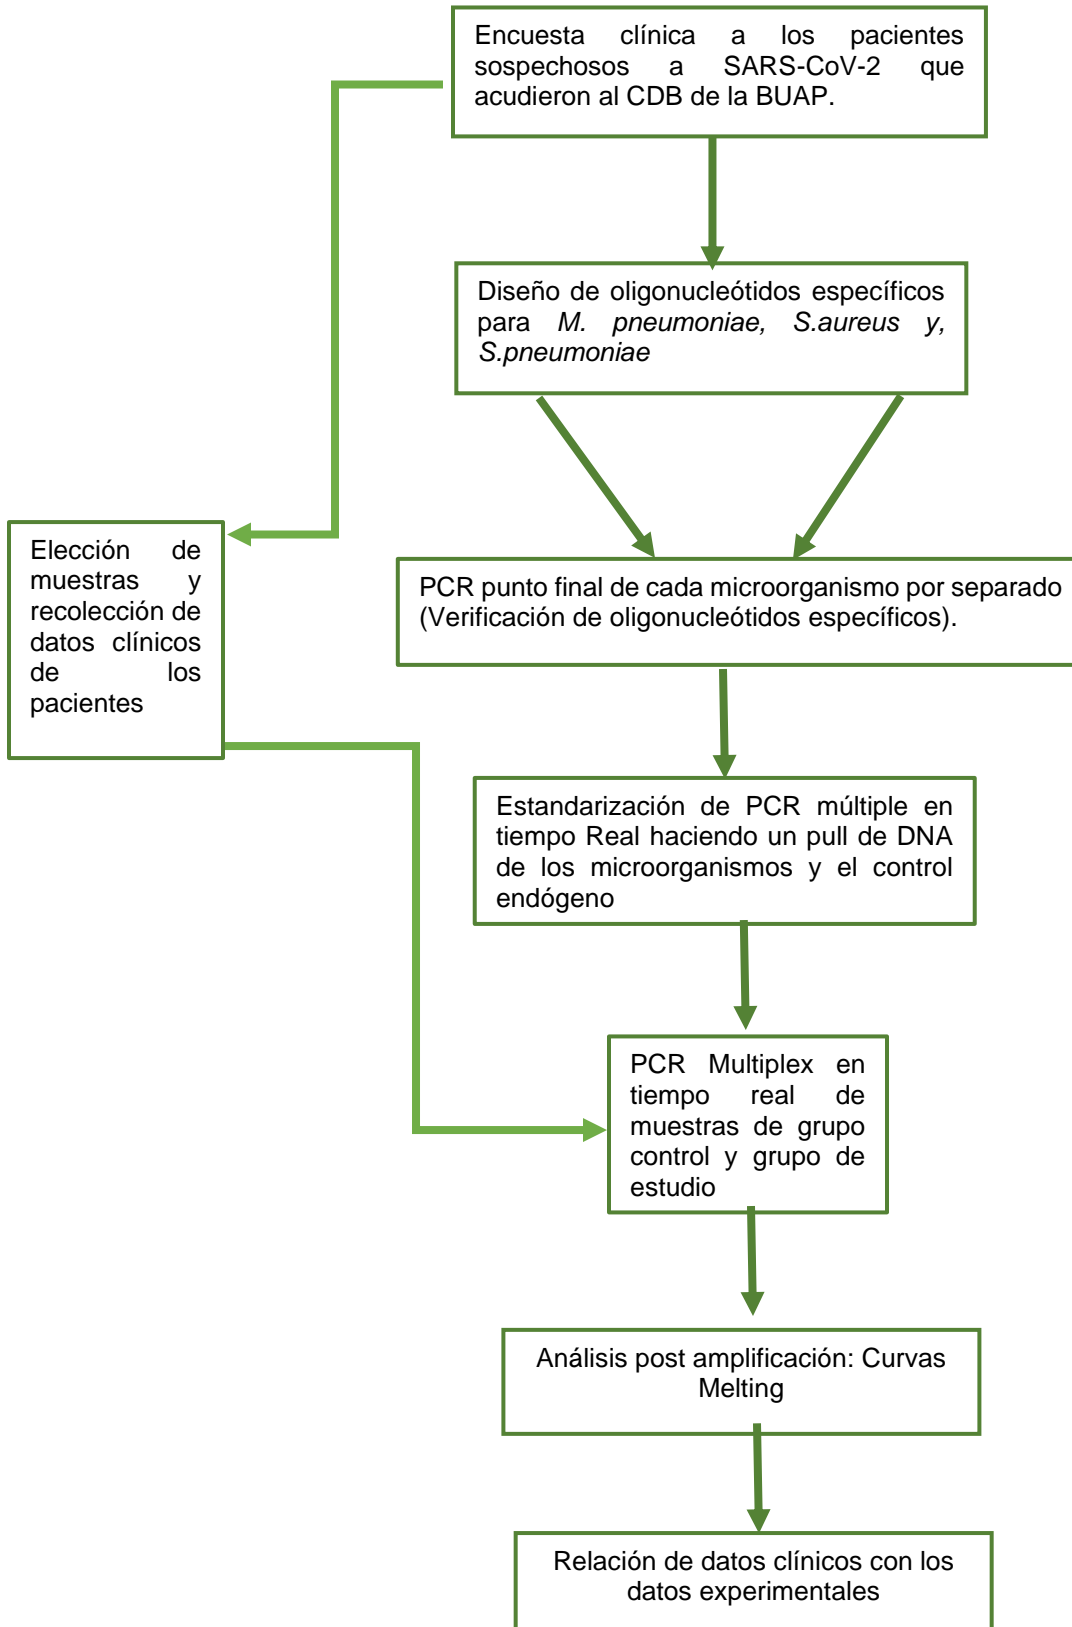 Encuesta clínica a los pacientes
sospechosos a SARS-CoV-2 que
acudieron al CDB de la BUAP.
Diseño de oligonucleótidos específicos
para M. pneumoniae, S.aureus y,
S.pneumoniae
Elección de
muestras y
recolección de
datos clínicos
de los
pacientes
PCR punto final de cada microorganismo por separado
(Verificación de oligonucleótidos específicos).
Estandarización de PCR múltiple en
tiempo Real haciendo un pull de DNA
de los microorganismos y el control
endógeno
PCR Multiplex en
tiempo real de
muestras de grupo
control y grupo de
estudio
Análisis post amplificación: Curvas
Melting
Relación de datos clínicos con los
datos experimentales